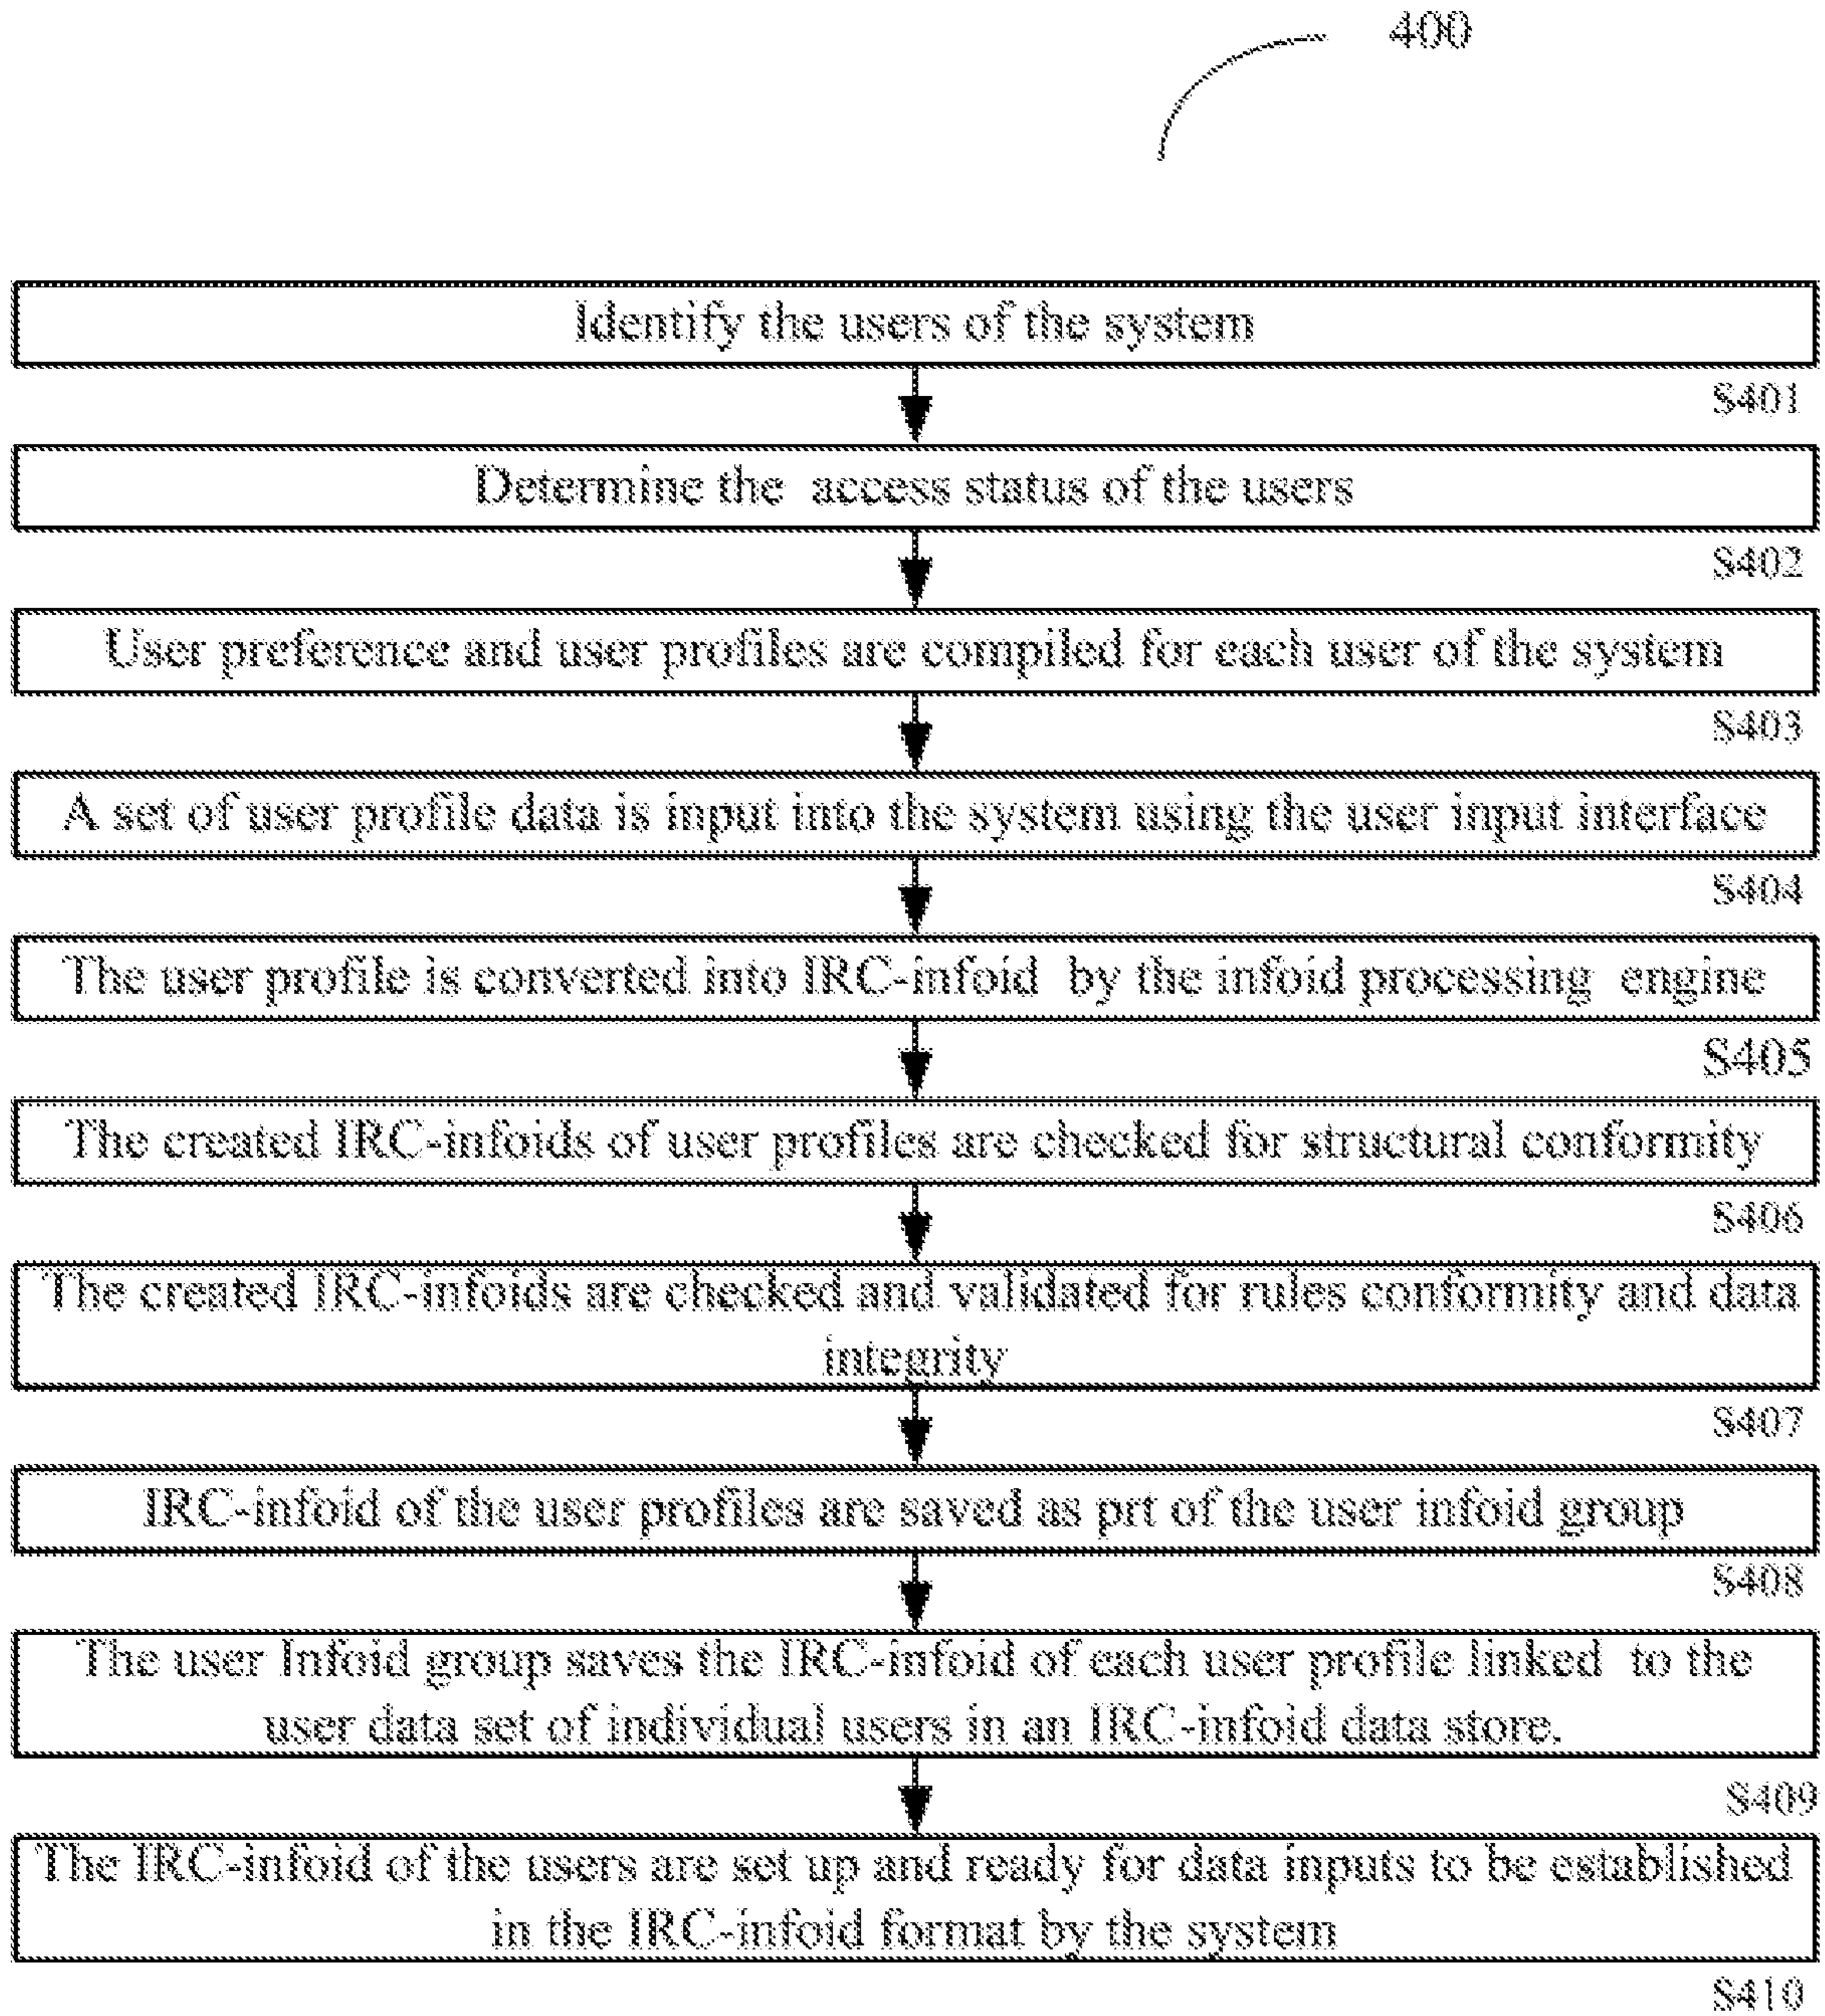 400
Identify the users of the system
S401
Determine the access status of the users
S402
User preference and user profiles are compiled for each user of the system
S403
A set of user profile data is input into the system using the user input interface
S404
The user profile is converted into IRC-infoid by the infoid processing engine
S405
The created IRC-infoids of user profiles are checked for structural conformity
S406
The created IRC-infoids are checked and validated for rules conformity and data
integrity
S407
IRC-infoid of the user profiles are saved as prt of the user infoid group
S408
The user Infoid group saves the IRC-infoid of each user profile linked to the
user data set of individual users in an IRC-infoid data store.
S409
The IRC-infoid of the users are set up and ready for data inputs to be established
in the IRC-infoid format by the system
S410